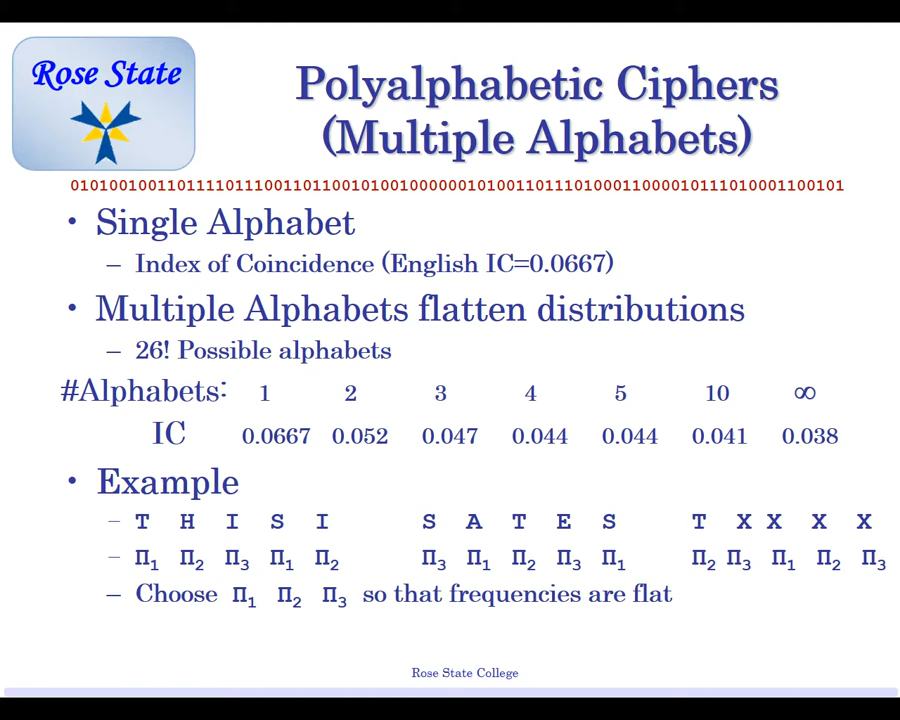 Rose State
Polyalphabetic Ciphers
(Multiple Alphabets)
01010010011011110111001101100101001000000101001101110100011000010111010001100101
• Single Alphabet
– Index of Coincidence (English IC=0.0667)
• Multiple Alphabets flatten distributions
– 26! Possible alphabets
#Alphabets: 1 2 3 4 5 10 ∞
IC 0.0667 0.052 0.047 0.044 0.044 0.041 0.038
• Example
– T H I S I S A T E S T X X X X
– Π1 Π2 Π3 Π1 Π2 Π3 Π1 Π2 Π3 Π1 Π2 Π3 Π1 Π2 Π3
– Choose Π1 Π2 Π3 so that frequencies are flat
Rose State College